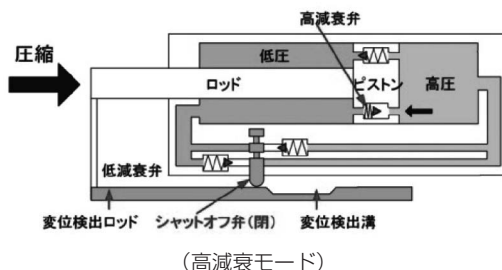 高減衰弁
圧縮
低圧
ロッド
ピストン
高圧
低減衰弁
変位検出ロッド
シャットオフ弁(閉)
変位検出溝
(高減衰モード)